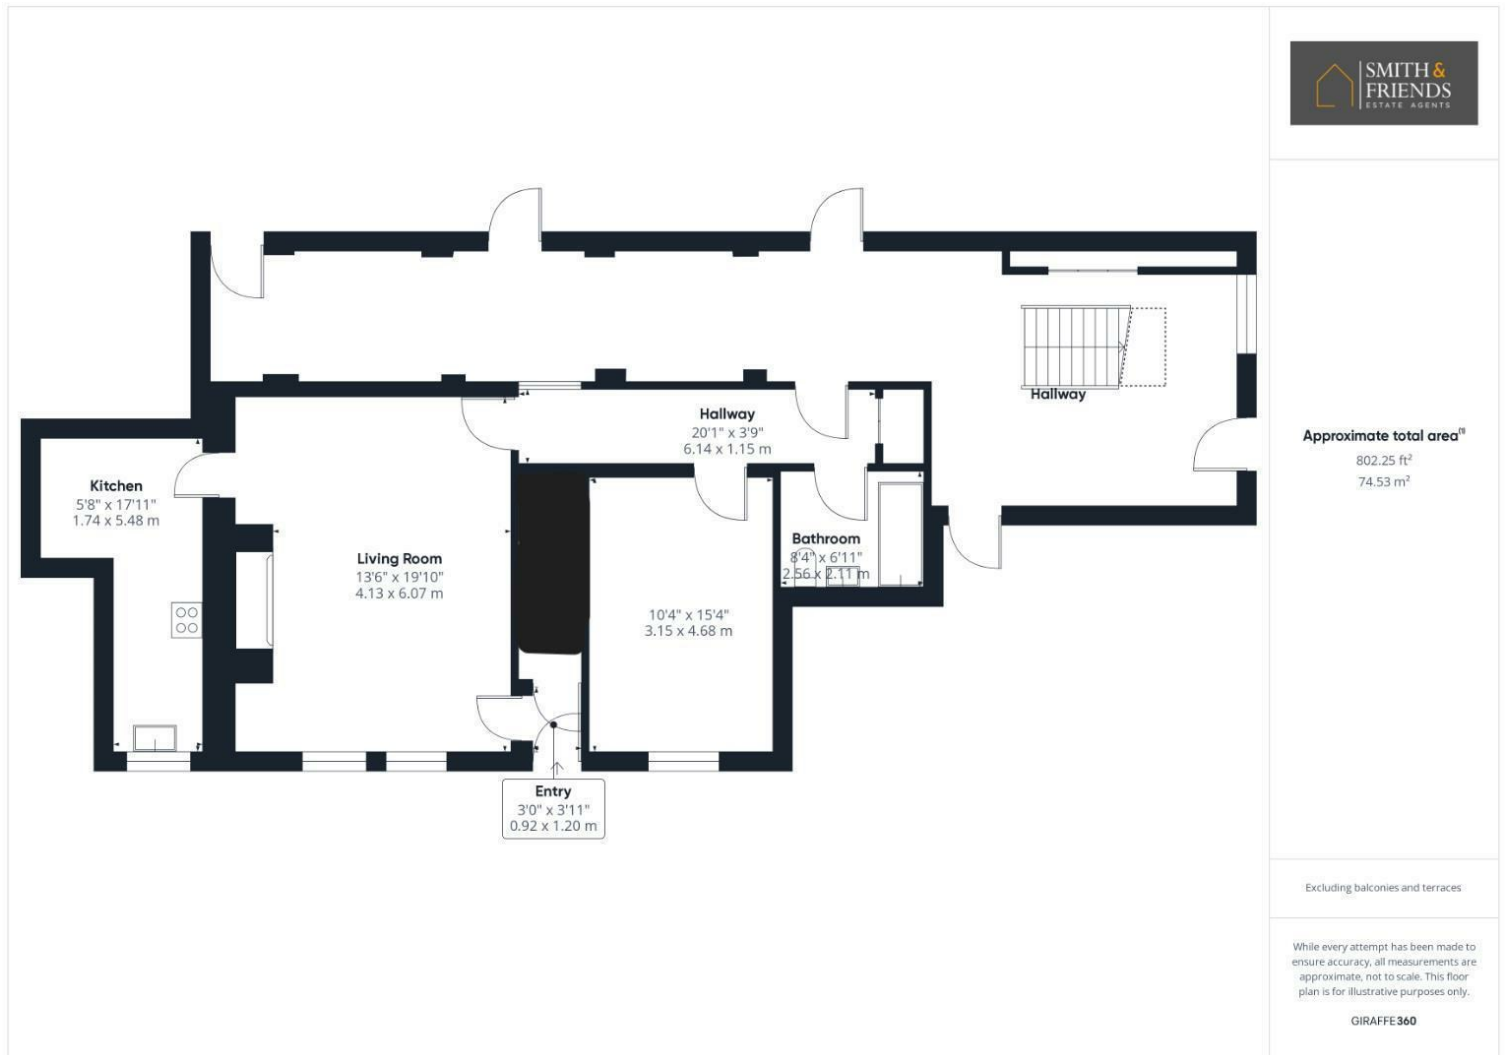 SMITH &
FRIENDS
ESTATE AGENTS
Hallway
20'1" x 3'9"
6.14 x 1.15 m
Hallway
Kitchen
5'8" x 17'11"
1.74 x 5.48 m
Living Room
13'6" x 19'10"
4.13 x 6.07 m
Bathroom
8'4" x 6'11"
2.56 x 2.11 m
10'4" x 15'4"
3.15 x 4.68 m
Entry
3'0" x 3'11"
0.92 x 1.20 m
Approximate total area⁽¹⁾
802.25 ft²
74.53 m²
Excluding balconies and terraces
While every attempt has been made to
ensure accuracy, all measurements are
approximate, not to scale. This floor
plan is for illustrative purposes only.
GIRAFFE360